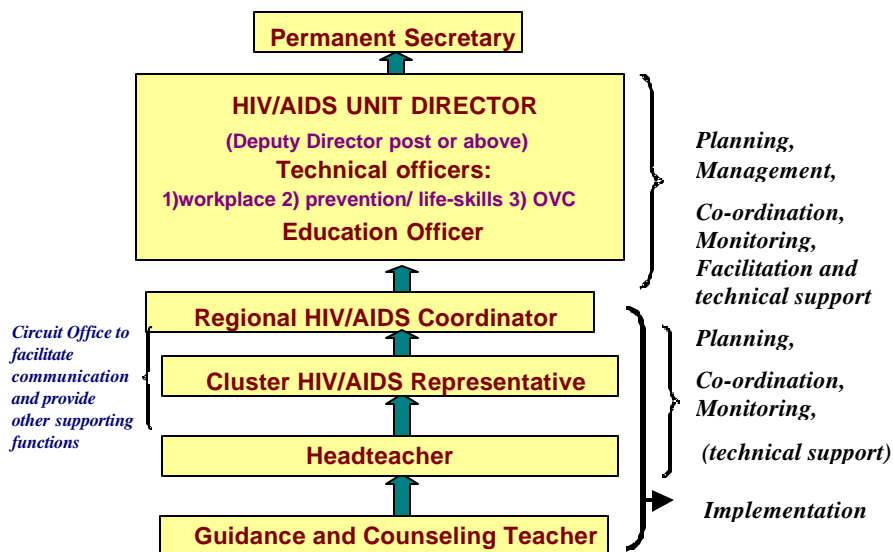 Permanent Secretary
HIV/AIDS UNIT DIRECTOR
(Deputy Director post or above)
Technical officers:
1)workplace 2) prevention/ life-skills 3) OVC
Education Officer
Planning,
Management,
Co-ordination,
Monitoring,
Facilitation and
technical support
Regional HIV/AIDS Coordinator
Cluster HIV/AIDS Representative
Headteacher
Guidance and Counseling Teacher
Circuit Office to
facilitate
communication
and provide
other supporting
functions
Planning,
Co-ordination,
Monitoring,
(technical support)
Implementation